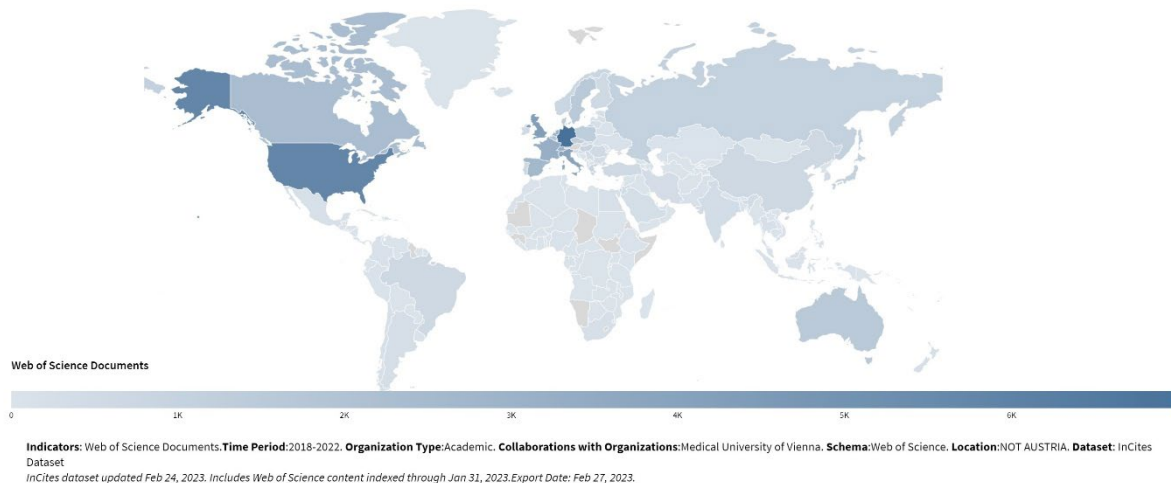 Web of Science Documents
0 1K 2K 3K 4K 5K 6K
Indicators: Web of Science Documents.Time Period:2018-2022. Organization Type:Academic. Collaborations with Organizations:Medical University of Vienna. Schema:Web of Science. Location:NOT AUSTRIA. Dataset: InCites
Dataset
InCites dataset updated Feb 24, 2023. Includes Web of Science content indexed through Jan 31, 2023.Export Date: Feb 27, 2023.